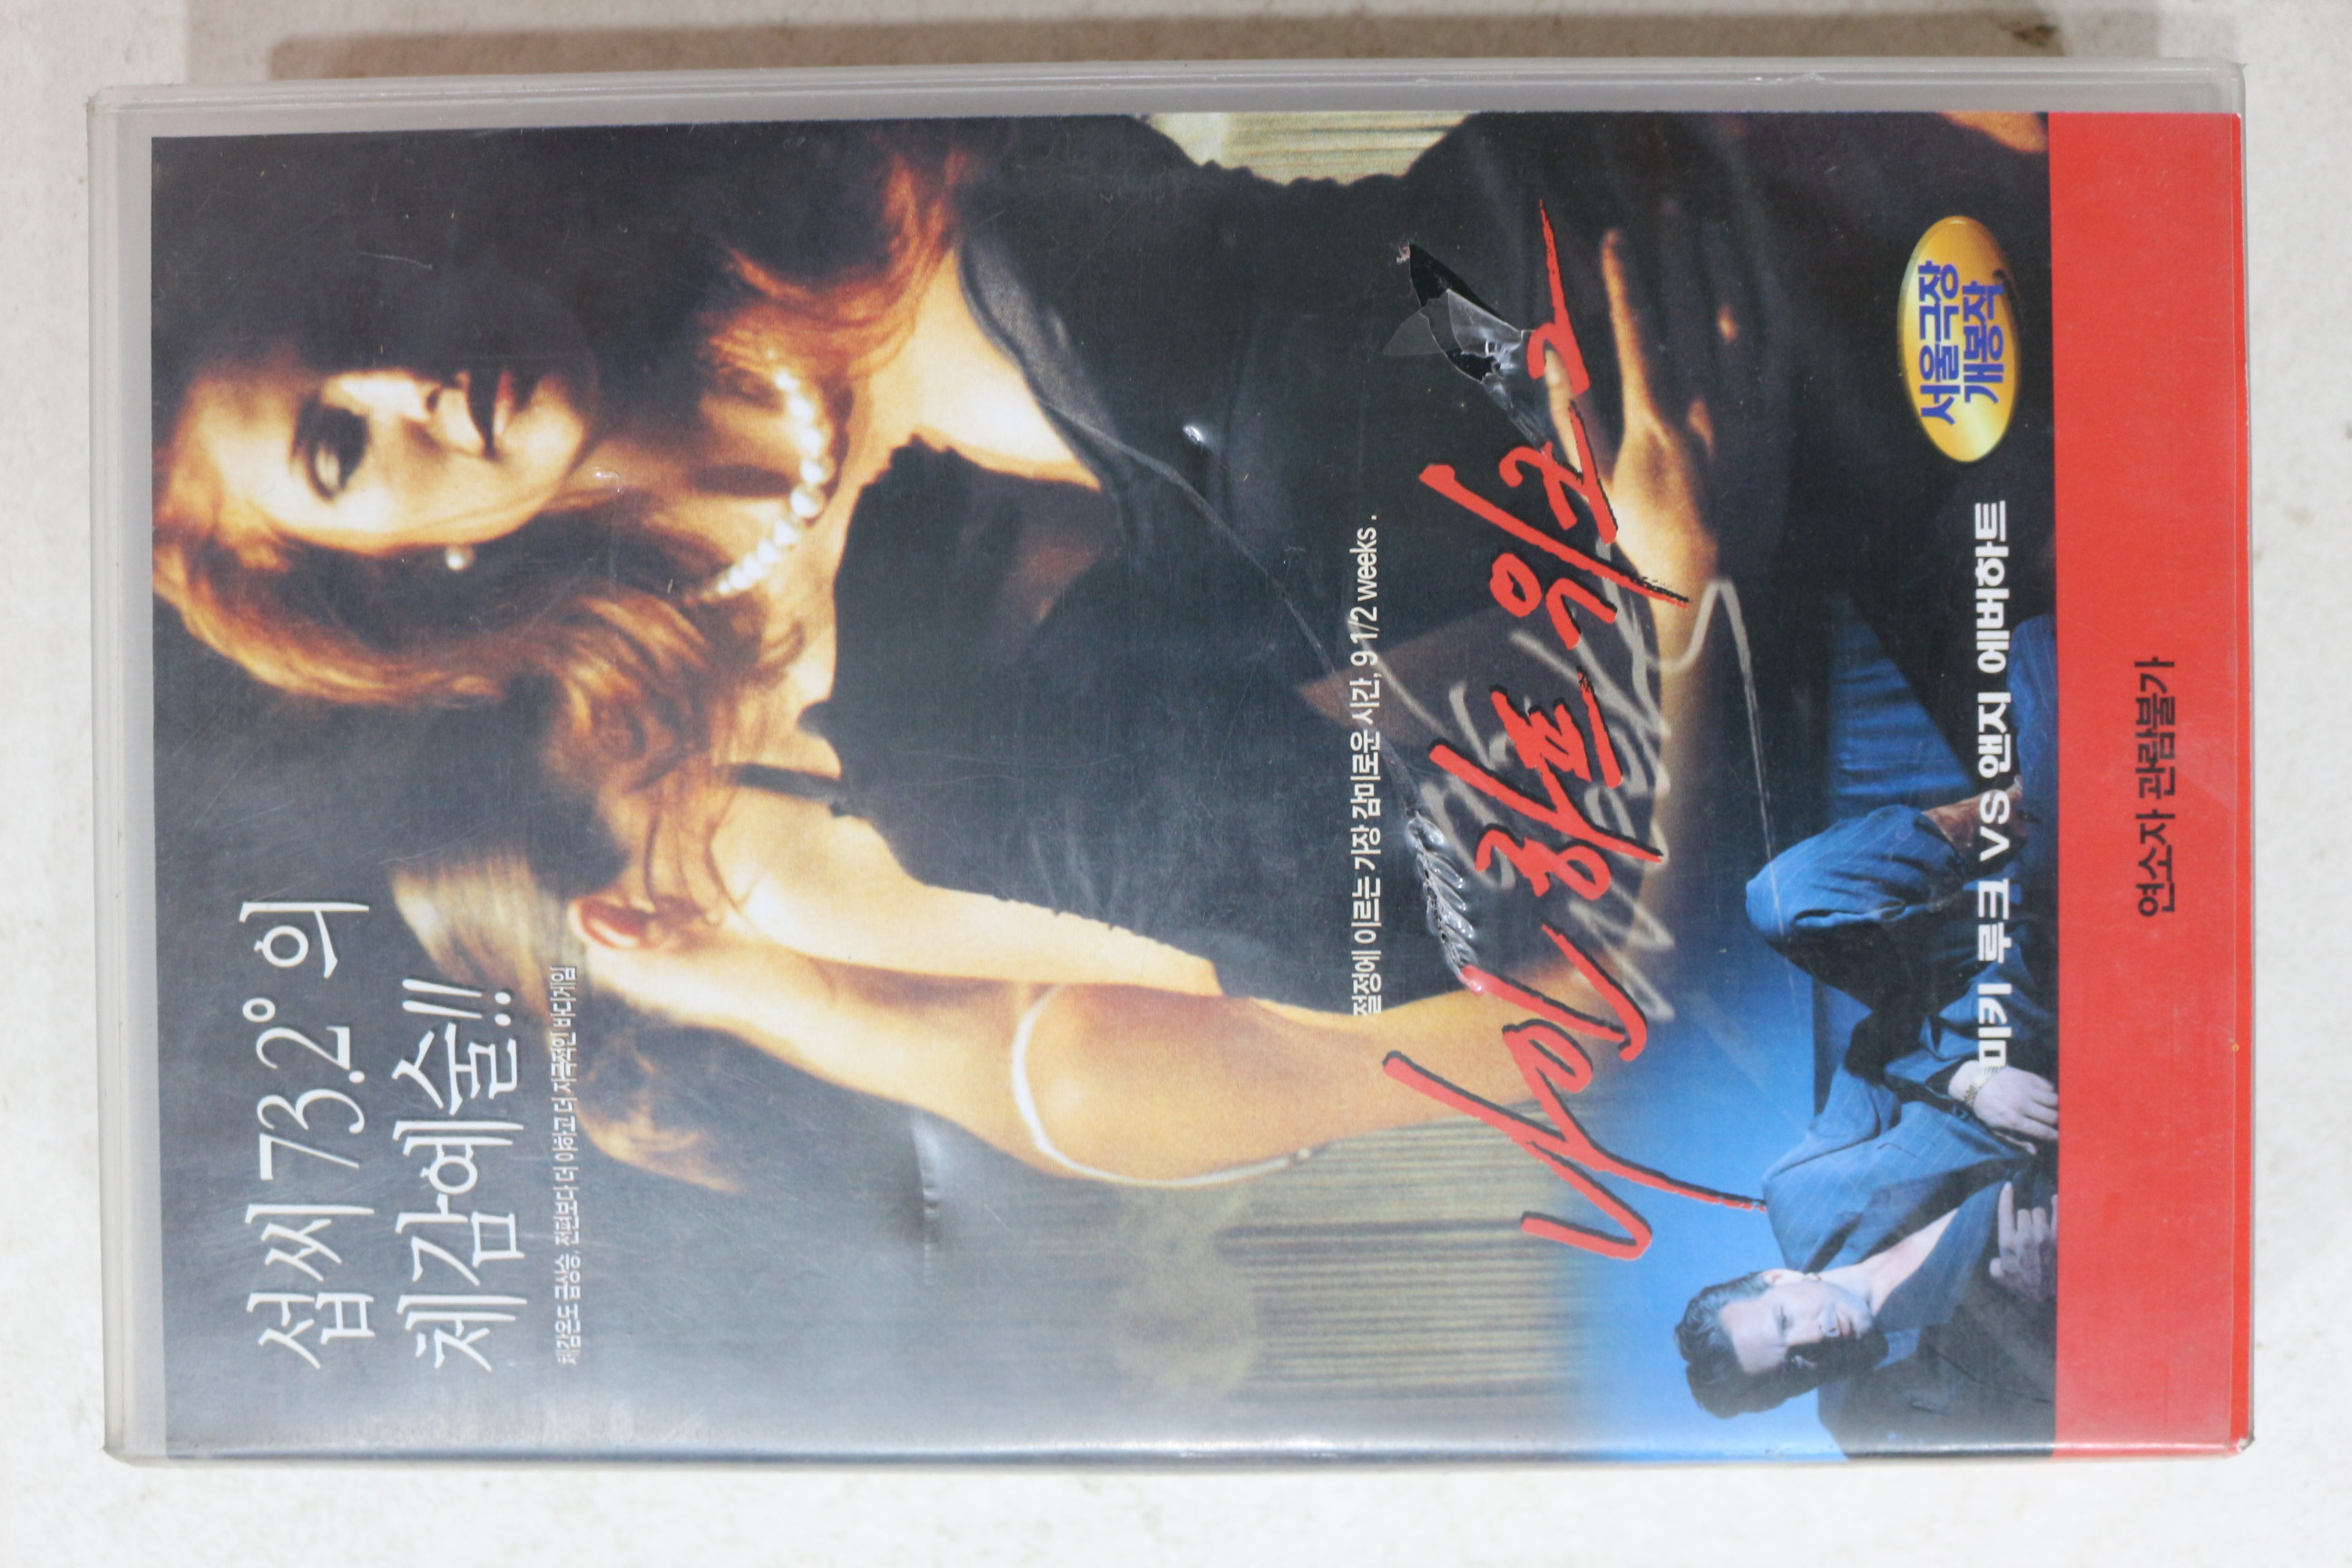 섭씨 73.2° 의
체감예술!!!
체감온도 급상승, 전편보다 더 야하고 더 자극적인 바디게임
절정에 이르는 가장 감미로운 시간, 9 1/2 weeks.
나인 하프 위크 2
미키 루크 VS 앤지 에버하트
서울극장
개봉작
연소자 관람불가